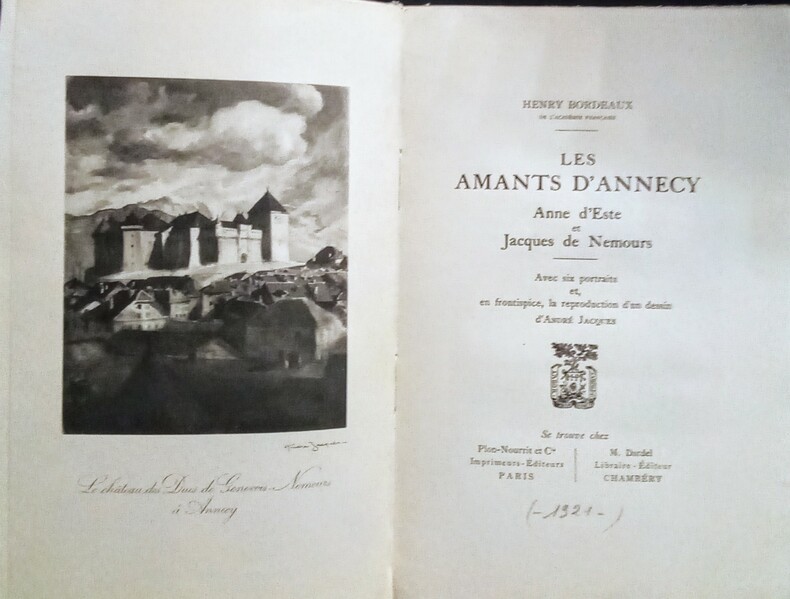 André Jacques
Le château des Ducs de Genevois-Nemours
à Annecy
HENRY BORDEAUX
DE L'ACADÉMIE FRANÇAISE
LES
AMANTS D'ANNECY
Anne d'Este
et
Jacques de Nemours
Avec six portraits
et,
en frontispice, la reproduction d'un dessin
d'ANDRÉ JACQUES
Se trouve chez
Plon-Nourrit et Cie
Imprimeurs-Éditeurs
PARIS
M. Dardel
Libraire-Éditeur
CHAMBÉRY
(-1921-)